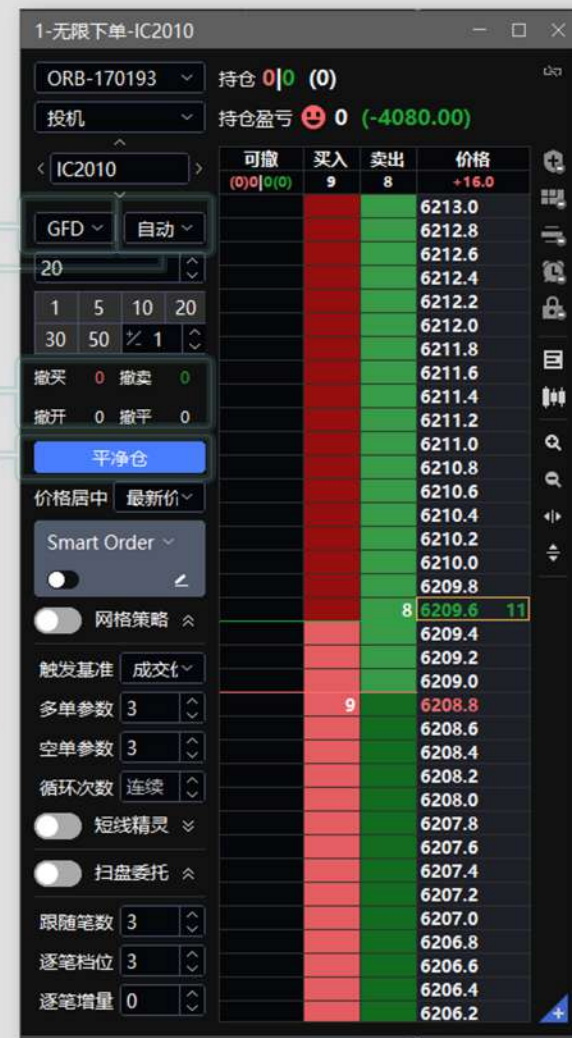 1-无限下单-IC2010
ORB-170193
持仓 0|0 (0)
投机
持仓盈亏 0 (-4080.00)
IC2010
可撤 买入 卖出 价格
(0)0|0(0) 9 8 +16.0
GFD 自动
20
1 5 10 20
30 50 +/- 1
撤买 0 撤卖 0
撤开 0 撤平 0
平净仓
价格居中 最新价
Smart Order
网格策略
触发基准 成交
多单参数 3
空单参数 3
循环次数 连续
短线精灵
扫盘委托
跟随笔数 3
逐笔档位 3
逐笔增量 0
6213.0
6212.8
6212.6
6212.4
6212.2
6212.0
6211.8
6211.6
6211.4
6211.2
6211.0
6210.8
6210.6
6210.4
6210.2
6210.0
6209.8
8 6209.6 11
6209.4
6209.2
6209.0
9 6208.8
6208.6
6208.4
6208.2
6208.0
6207.8
6207.6
6207.4
6207.2
6207.0
6206.8
6206.6
6206.4
6206.2